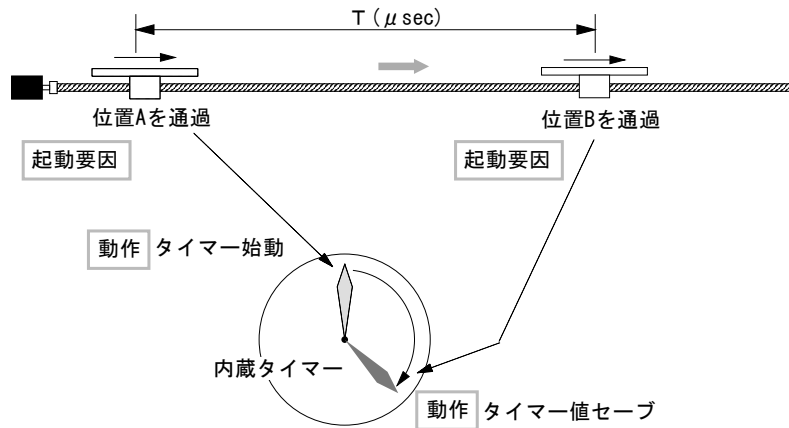 T (μsec)
位置Aを通過
位置Bを通過
起動要因
起動要因
動作 タイマー始動
内蔵タイマー
動作 タイマー値セーブ